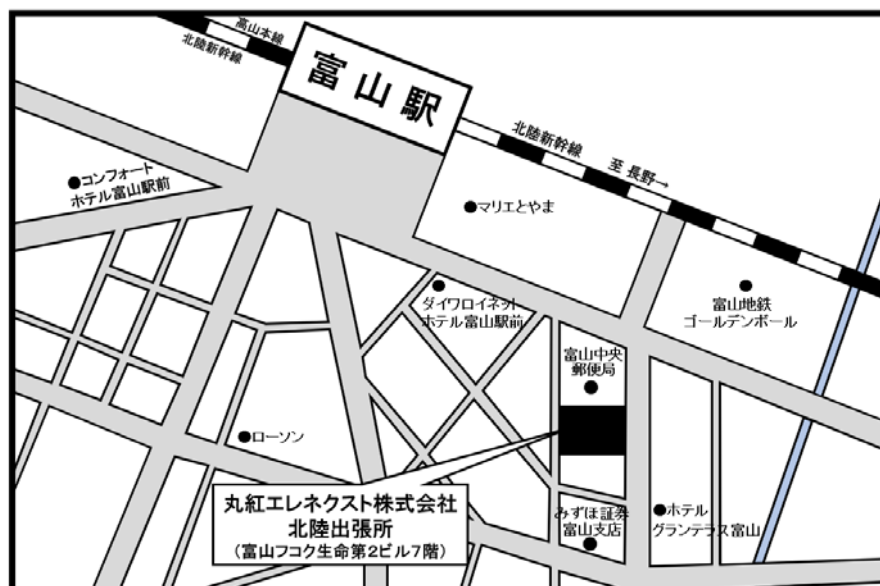 高山本線
北陸新幹線
富山駅
北陸新幹線
至 長野→
コンフォート
ホテル富山駅前
マリエとやま
ダイワロイネット
ホテル富山駅前
富山地鉄
ゴールデンボール
富山中央
郵便局
ローソン
丸紅エレネクスト株式会社
北陸出張所
（富山フコク生命第2ビル7階）
みずほ証券
富山支店
ホテル
グランテラス富山